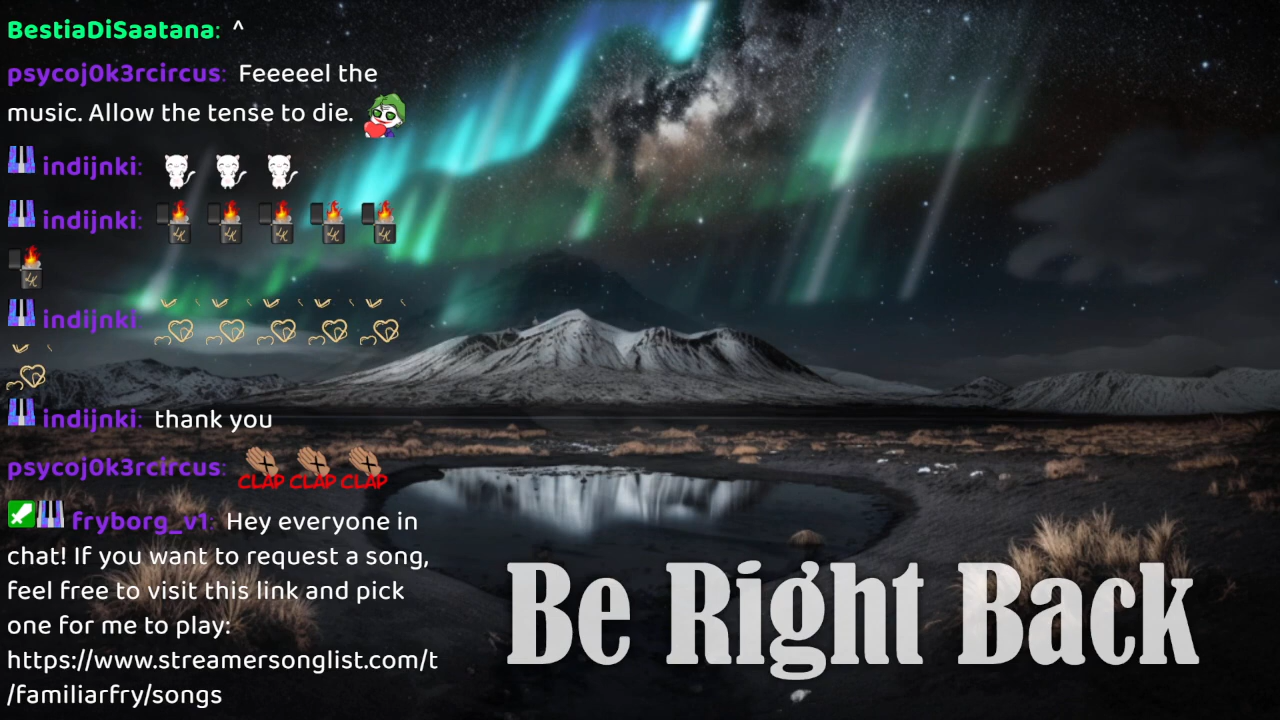 BestiaDiSaatana: ^
psycoj0k3rcircus: Feeeeel the
music. Allow the tense to die.
indijnki:
indijnki:
indijnki:
indijnki: thank you
psycoj0k3rcircus: CLAP CLAP CLAP
fryborg_v1: Hey everyone in
chat! If you want to request a song,
feel free to visit this link and pick
one for me to play:
https://www.streamersonglist.com/t
/familiarfry/songs
Be Right Back